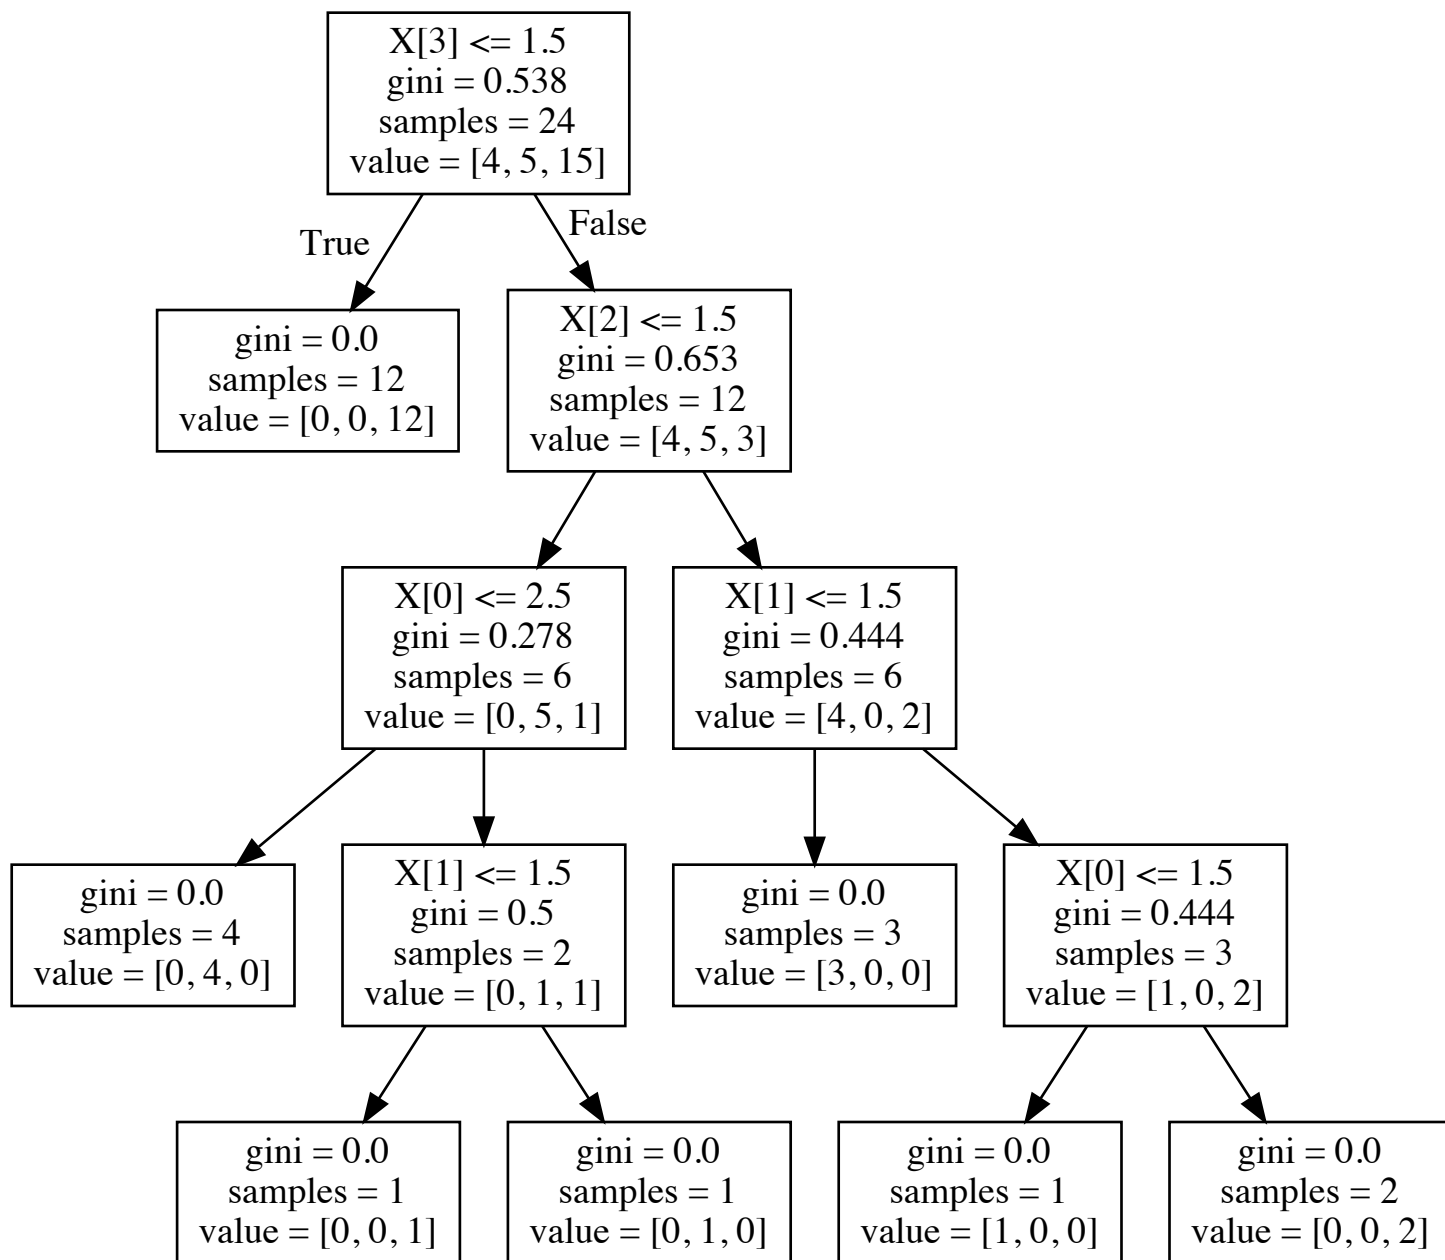 X[3] <= 1.5
gini = 0.538
samples = 24
value = [4, 5, 15]
True
False
gini = 0.0
samples = 12
value = [0, 0, 12]
X[2] <= 1.5
gini = 0.653
samples = 12
value = [4, 5, 3]
X[0] <= 2.5
gini = 0.278
samples = 6
value = [0, 5, 1]
X[1] <= 1.5
gini = 0.444
samples = 6
value = [4, 0, 2]
gini = 0.0
samples = 4
value = [0, 4, 0]
X[1] <= 1.5
gini = 0.5
samples = 2
value = [0, 1, 1]
gini = 0.0
samples = 3
value = [3, 0, 0]
X[0] <= 1.5
gini = 0.444
samples = 3
value = [1, 0, 2]
gini = 0.0
samples = 1
value = [0, 0, 1]
gini = 0.0
samples = 1
value = [0, 1, 0]
gini = 0.0
samples = 1
value = [1, 0, 0]
gini = 0.0
samples = 2
value = [0, 0, 2]